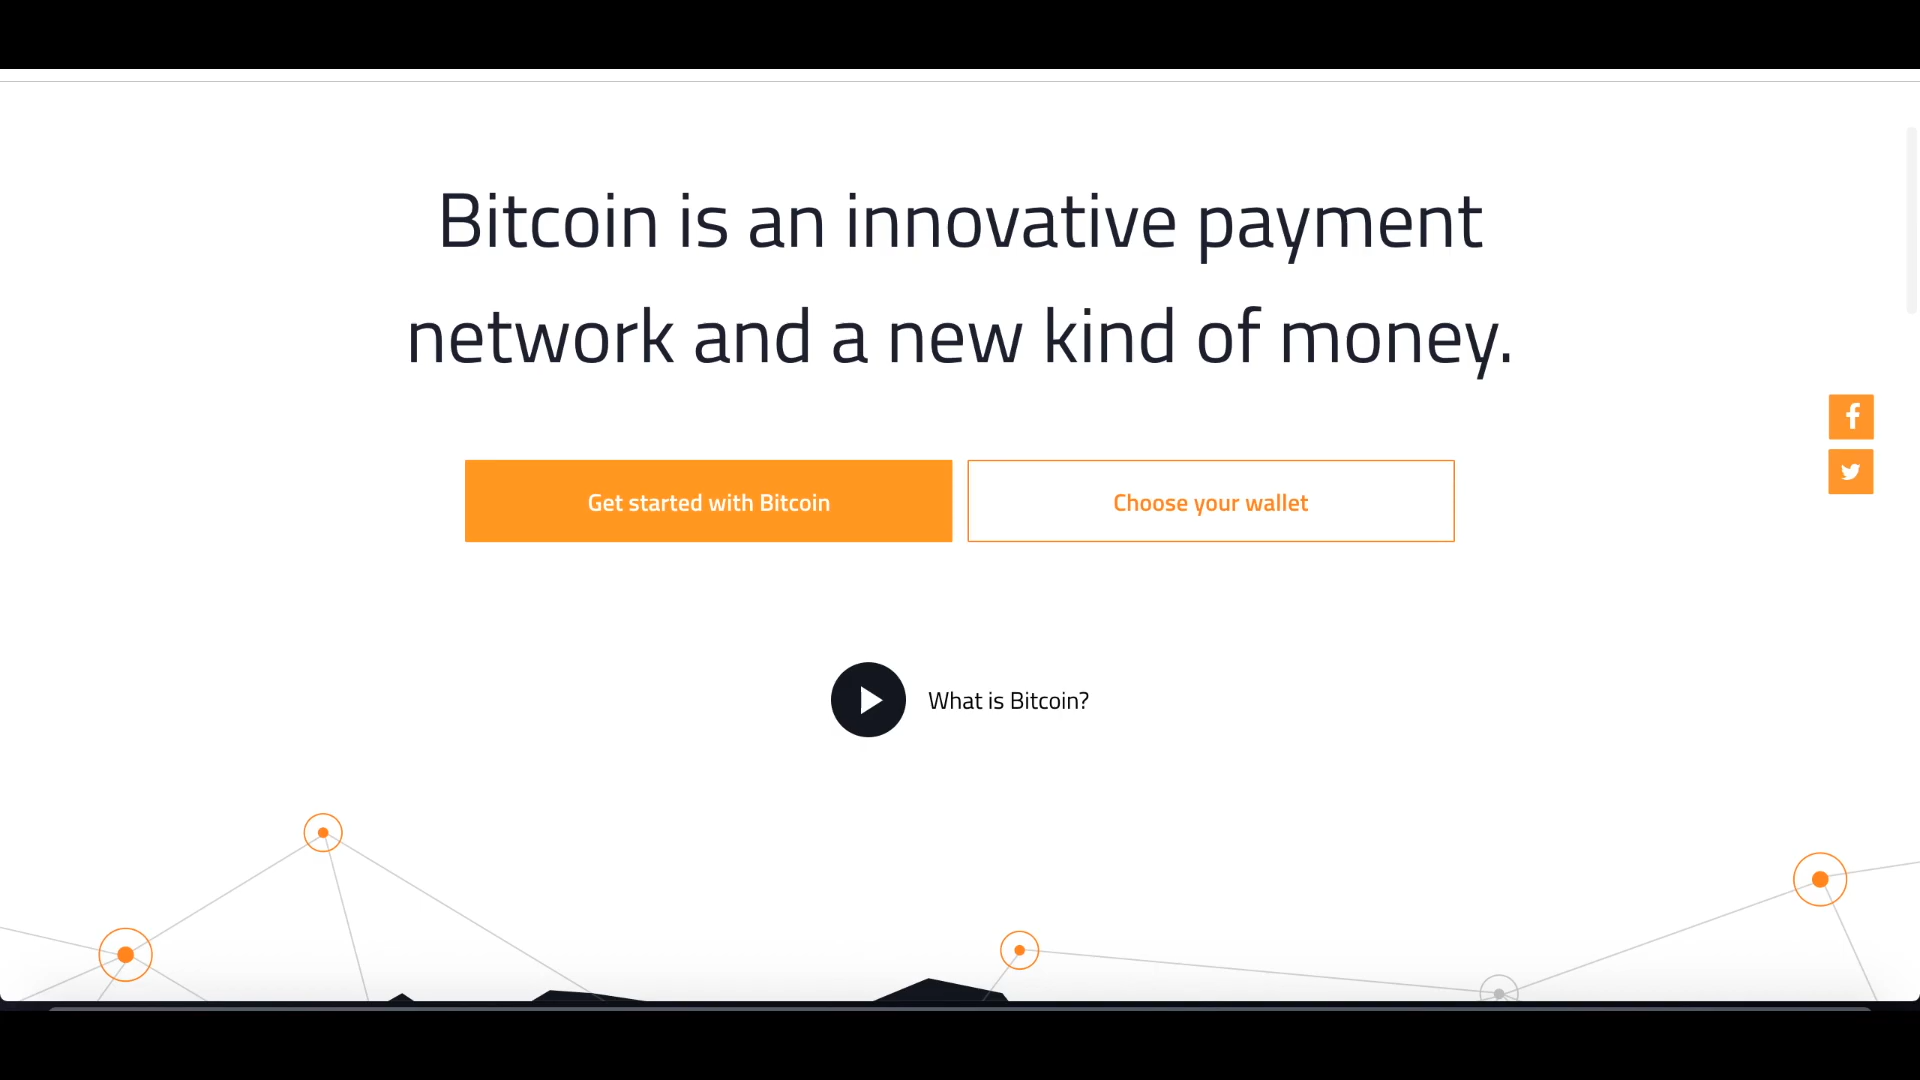 Bitcoin is an innovative payment
network and a new kind of money.
Get started with Bitcoin
Choose your wallet
What is Bitcoin?